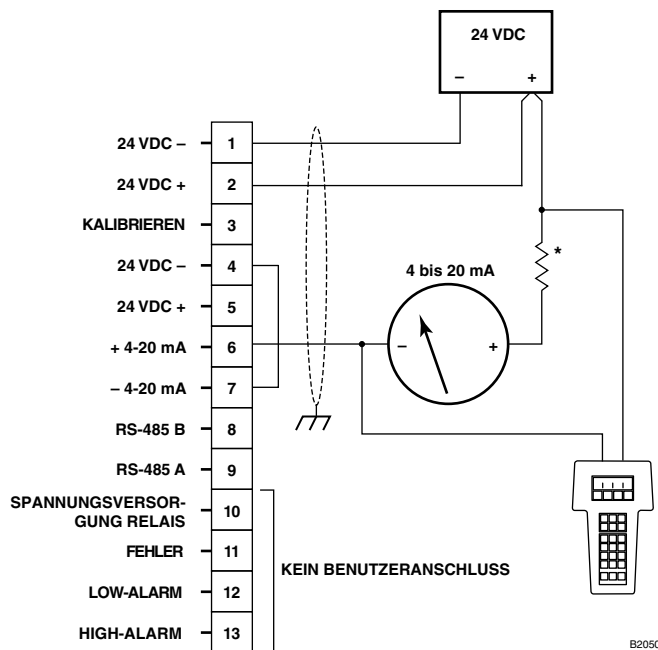 24 VDC
– +
24 VDC – 1
24 VDC + 2
KALIBRIEREN 3
24 VDC – 4
4 bis 20 mA
*
24 VDC + 5
+ 4-20 mA 6
– +
– 4-20 mA 7
RS-485 B 8
RS-485 A 9
SPANNUNGSVERSOR-
GUNG RELAIS 10
FEHLER 11
KEIN BENUTZERANSCHLUSS
LOW-ALARM 12
HIGH-ALARM 13
B2050